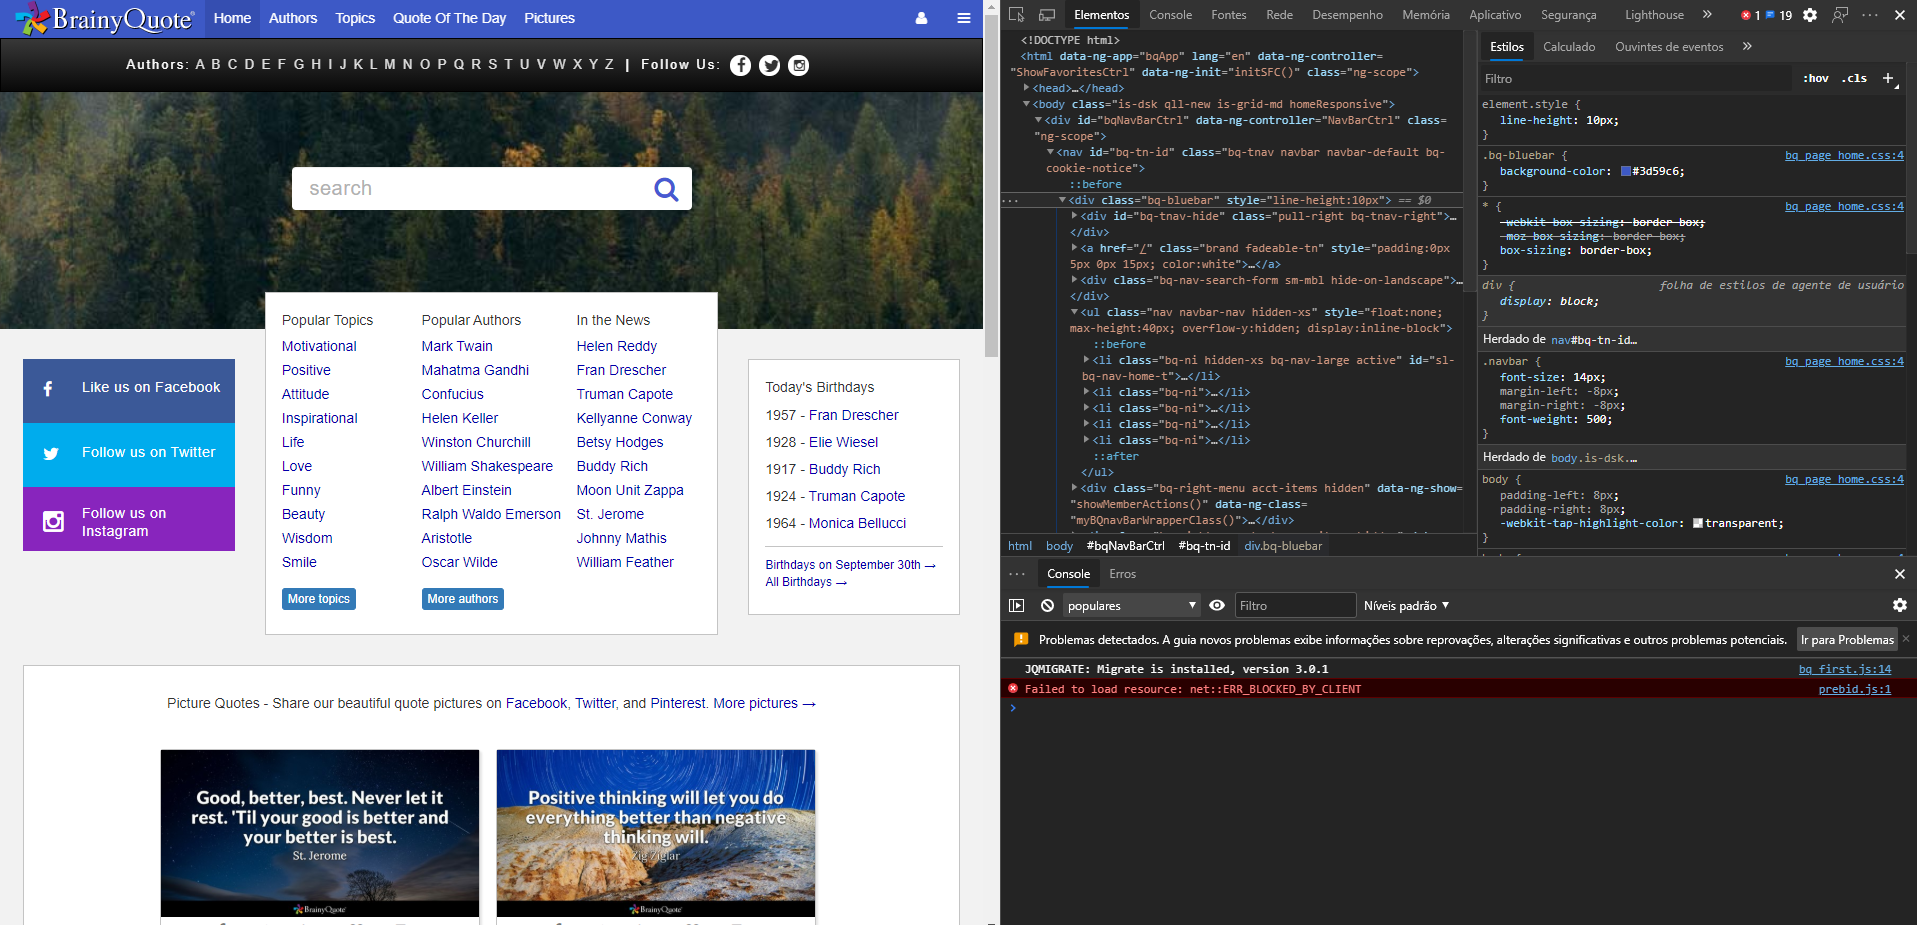 BrainyQuote®
Home Authors Topics Quote Of The Day Pictures
Authors: A B C D E F G H I J K L M N O P Q R S T U V W X Y Z | Follow Us:
search
Popular Topics
Motivational
Positive
Attitude
Inspirational
Life
Love
Funny
Beauty
Wisdom
Smile
More topics
Popular Authors
Mark Twain
Mahatma Gandhi
Confucius
Helen Keller
Winston Churchill
William Shakespeare
Albert Einstein
Ralph Waldo Emerson
Aristotle
Oscar Wilde
More authors
In the News
Helen Reddy
Fran Drescher
Truman Capote
Kellyanne Conway
Betsy Hodges
Buddy Rich
Moon Unit Zappa
St. Jerome
Johnny Mathis
William Feather
Like us on Facebook
Follow us on Twitter
Follow us on
Instagram
Today's Birthdays
1957 - Fran Drescher
1928 - Elie Wiesel
1917 - Buddy Rich
1924 - Truman Capote
1964 - Monica Bellucci
Birthdays on September 30th →
All Birthdays →
Picture Quotes - Share our beautiful quote pictures on Facebook, Twitter, and Pinterest. More pictures →
Good, better, best. Never let it
rest. 'Til your good is better and
your better is best.
St. Jerome
BrainyQuote
Positive thinking will let you do
everything better than negative
thinking will.
Zig Ziglar
BrainyQuote
Elementos Console Fontes Rede Desempenho Memória Aplicativo Segurança Lighthouse » 1 19
<!DOCTYPE html>
<html data-ng-app="bqApp" lang="en" data-ng-controller=
"ShowFavoritesCtrl" data-ng-init="initSFC()" class="ng-scope">
<head>…</head>
<body class="is-dsk qll-new is-grid-md homeResponsive">
<div id="bqNavBarCtrl" data-ng-controller="NavBarCtrl" class=
"ng-scope">
<nav id="bq-tn-id" class="bq-tnav navbar navbar-default bq-
cookie-notice">
::before
… <div class="bq-bluebar" style="line-height:10px"> == $0
<div id="bq-tnav-hide" class="pull-right bq-tnav-right">…
</div>
<a href="/" class="brand fadeable-tn" style="padding:0px
5px 0px 15px; color:white">…</a>
<div class="bq-nav-search-form sm-mbl hide-on-landscape">…
</div>
<ul class="nav navbar-nav hidden-xs" style="float:none;
max-height:40px; overflow-y:hidden; display:inline-block">
::before
<li class="bq-ni hidden-xs bq-nav-large active" id="sl-
bq-nav-home-t">…</li>
<li class="bq-ni">…</li>
<li class="bq-ni">…</li>
<li class="bq-ni">…</li>
<li class="bq-ni">…</li>
::after
</ul>
<div class="bq-right-menu acct-items hidden" data-ng-show=
"showMemberActions()" data-ng-class=
"myBQnavBarWrapperClass()">…</div>
html body #bqNavBarCtrl #bq-tn-id div.bq-bluebar
Estilos Calculado Ouvintes de eventos »
Filtro :hov .cls +
element.style {
line-height: 10px;
}
.bq-bluebar { bq_page_home.css:4
background-color: #3d59c6;
}
* { bq_page_home.css:4
-webkit-box-sizing: border-box;
-moz-box-sizing: border-box;
box-sizing: border-box;
}
div { folha de estilos de agente de usuário
display: block;
}
Herdado de nav#bq-tn-id…
.navbar { bq_page_home.css:4
font-size: 14px;
margin-left: -8px;
margin-right: -8px;
font-weight: 500;
}
Herdado de body.is-dsk.…
body { bq_page_home.css:4
padding-left: 8px;
padding-right: 8px;
-webkit-tap-highlight-color: transparent;
}
… Console Erros
populares Filtro Níveis padrão
Problemas detectados. A guia novos problemas exibe informações sobre reprovações, alterações significativas e outros problemas potenciais. Ir para Problemas
JQMIGRATE: Migrate is installed, version 3.0.1 bq_first.js:14
Failed to load resource: net::ERR_BLOCKED_BY_CLIENT prebid.js:1